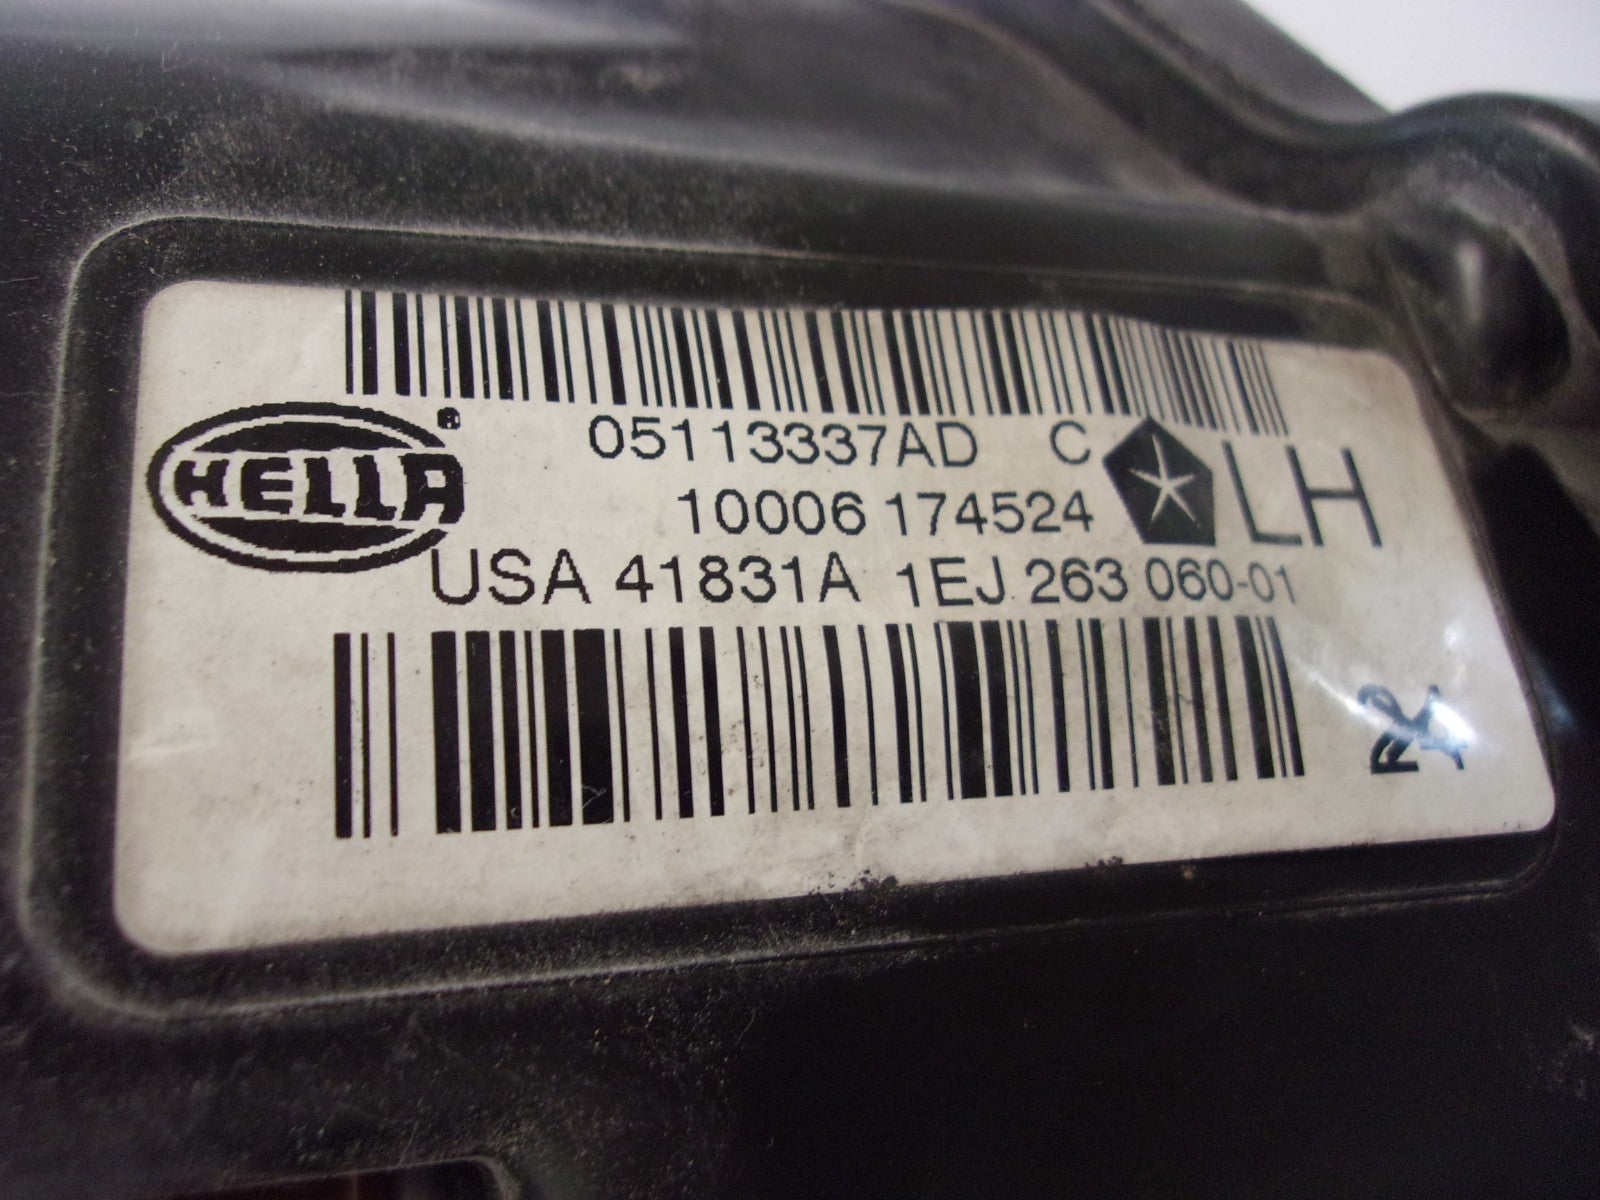 HELLA ®
05113337AD C
10006 174524
LH
USA 41831A 1EJ 263 060-01